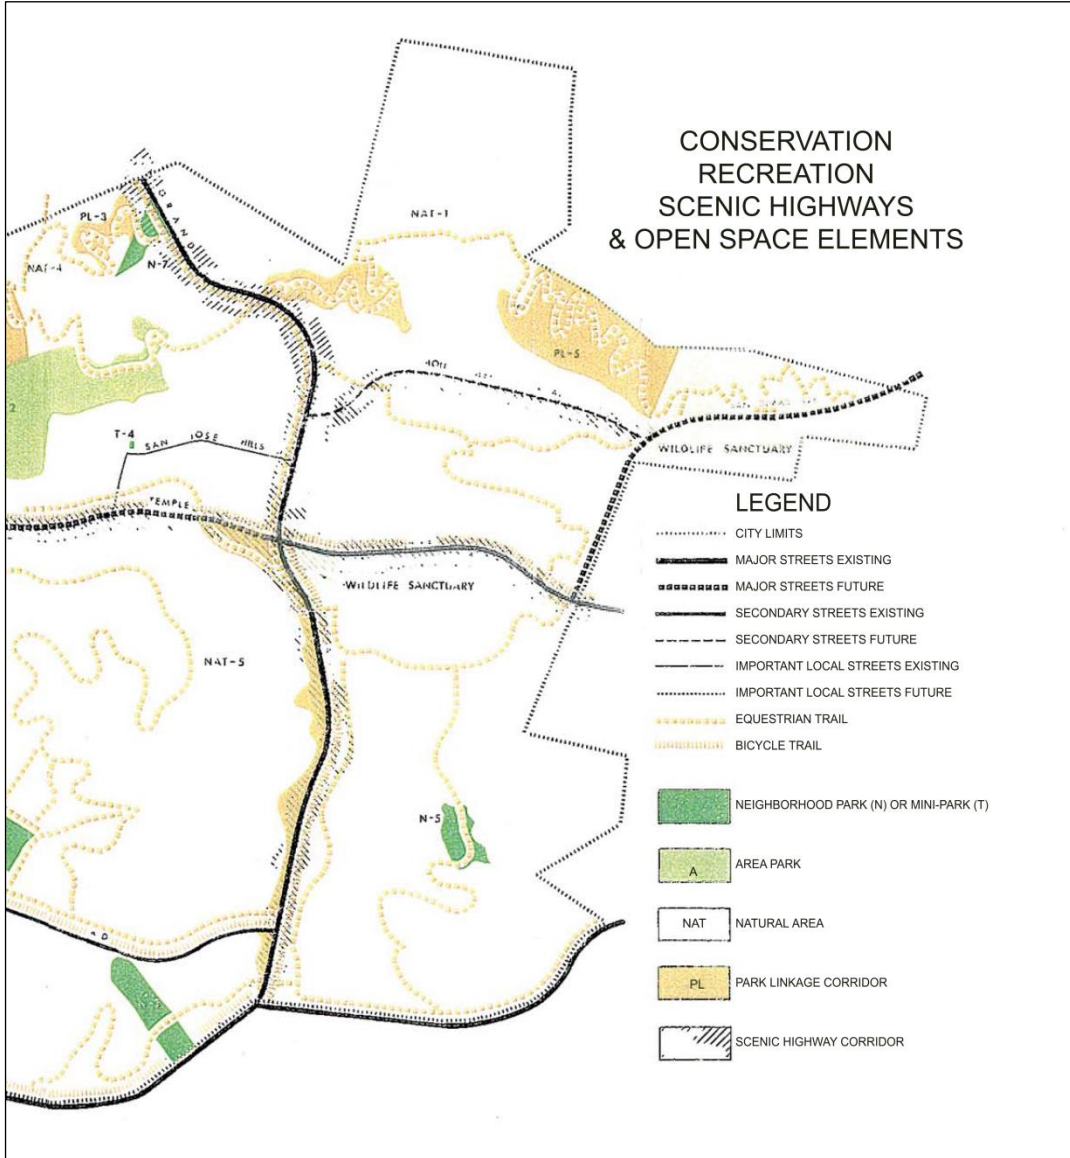 CONSERVATION
RECREATION
SCENIC HIGHWAYS
& OPEN SPACE ELEMENTS
GRAND
NAT-1
PL-3
N-7
NAT-4
PL-5
2
T-4
SAN JOSE HILLS
WILDLIFE SANCTUARY
TEMPLE
WILDLIFE SANCTUARY
NAT-5
N-5
LEGEND
CITY LIMITS
MAJOR STREETS EXISTING
MAJOR STREETS FUTURE
SECONDARY STREETS EXISTING
SECONDARY STREETS FUTURE
IMPORTANT LOCAL STREETS EXISTING
IMPORTANT LOCAL STREETS FUTURE
EQUESTRIAN TRAIL
BICYCLE TRAIL
NEIGHBORHOOD PARK (N) OR MINI-PARK (T)
A AREA PARK
NAT NATURAL AREA
PL PARK LINKAGE CORRIDOR
SCENIC HIGHWAY CORRIDOR